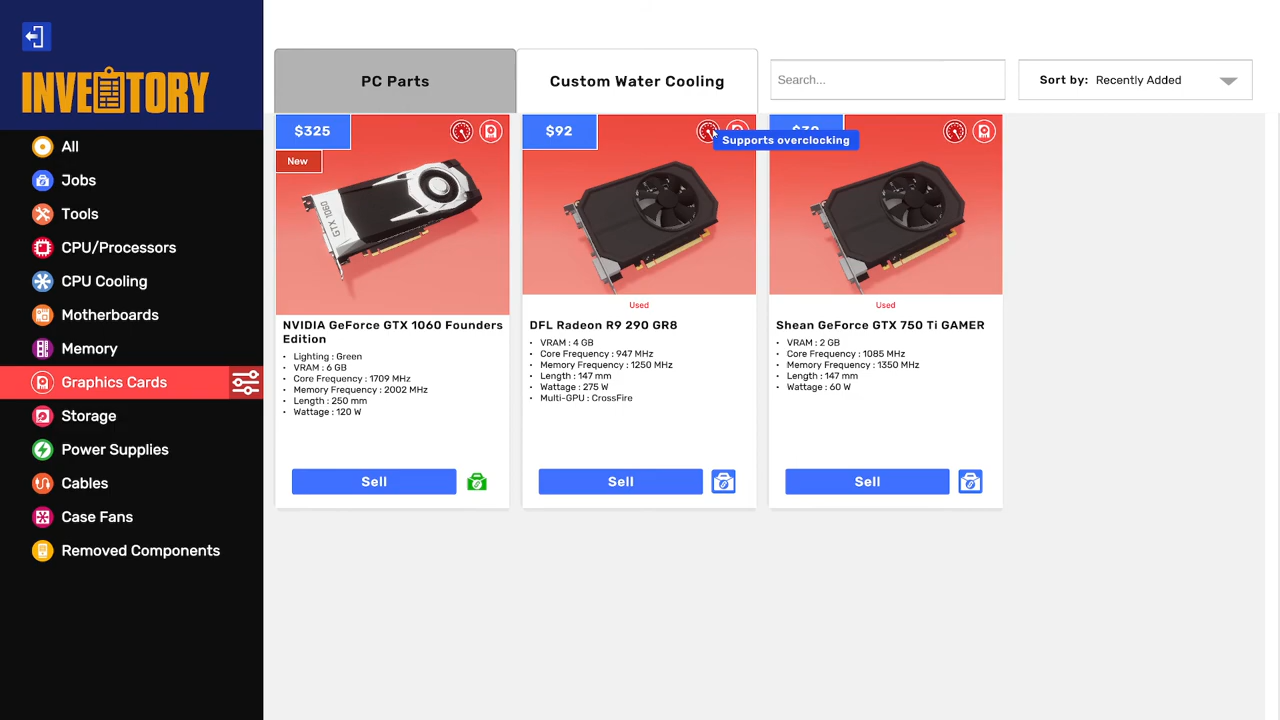 INVENTORY
All
Jobs
Tools
CPU/Processors
CPU Cooling
Motherboards
Memory
Graphics Cards
Storage
Power Supplies
Cables
Case Fans
Removed Components
PC Parts
Custom Water Cooling
Search...
Sort by: Recently Added
$325
New
GTX 1060
NVIDIA GeForce GTX 1060 Founders
Edition
• Lighting : Green
• VRAM : 6 GB
• Core Frequency : 1709 MHz
• Memory Frequency : 2002 MHz
• Length : 250 mm
• Wattage : 120 W
Sell
$92
Supports overclocking
Used
DFL Radeon R9 290 GR8
• VRAM : 4 GB
• Core Frequency : 947 MHz
• Memory Frequency : 1250 MHz
• Length : 147 mm
• Wattage : 275 W
• Multi-GPU : CrossFire
Sell
Used
Shean GeForce GTX 750 Ti GAMER
• VRAM : 2 GB
• Core Frequency : 1085 MHz
• Memory Frequency : 1350 MHz
• Length : 147 mm
• Wattage : 60 W
Sell